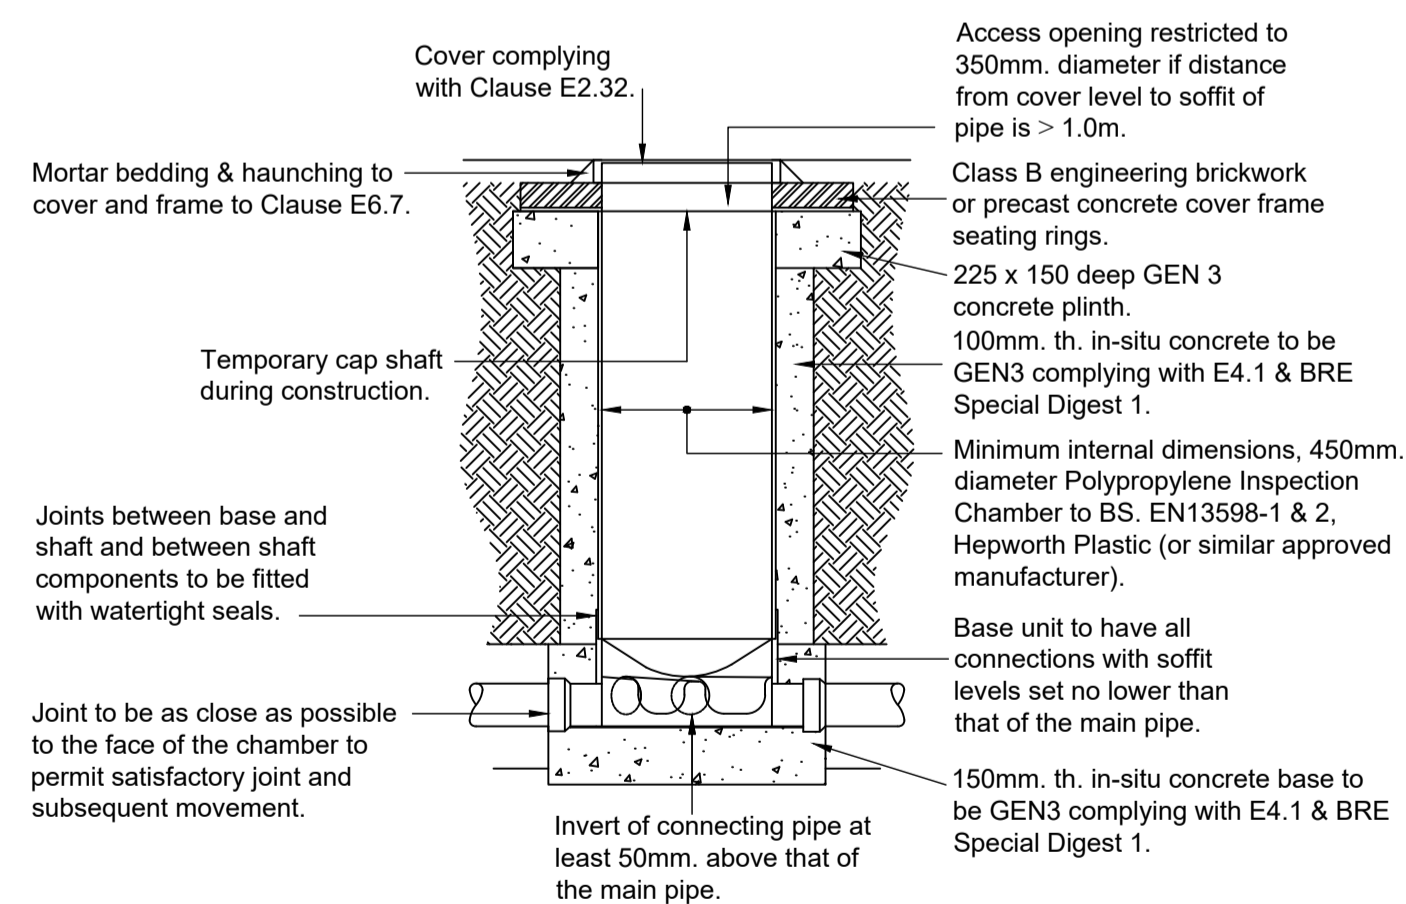 Cover complying
with Clause E2.32.
Access opening restricted to
350mm. diameter if distance
from cover level to soffit of
pipe is > 1.0m.
Mortar bedding & haunching to
cover and frame to Clause E6.7.
Class B engineering brickwork
or precast concrete cover frame
seating rings.
225 x 150 deep GEN 3
concrete plinth.
Temporary cap shaft
during construction.
100mm. th. in-situ concrete to be
GEN3 complying with E4.1 & BRE
Special Digest 1.
Minimum internal dimensions, 450mm.
diameter Polypropylene Inspection
Chamber to BS. EN13598-1 & 2,
Hepworth Plastic (or similar approved
manufacturer).
Joints between base and
shaft and between shaft
components to be fitted
with watertight seals.
Base unit to have all
connections with soffit
levels set no lower than
that of the main pipe.
Joint to be as close as possible
to the face of the chamber to
permit satisfactory joint and
subsequent movement.
150mm. th. in-situ concrete base to
be GEN3 complying with E4.1 & BRE
Special Digest 1.
Invert of connecting pipe at
least 50mm. above that of
the main pipe.